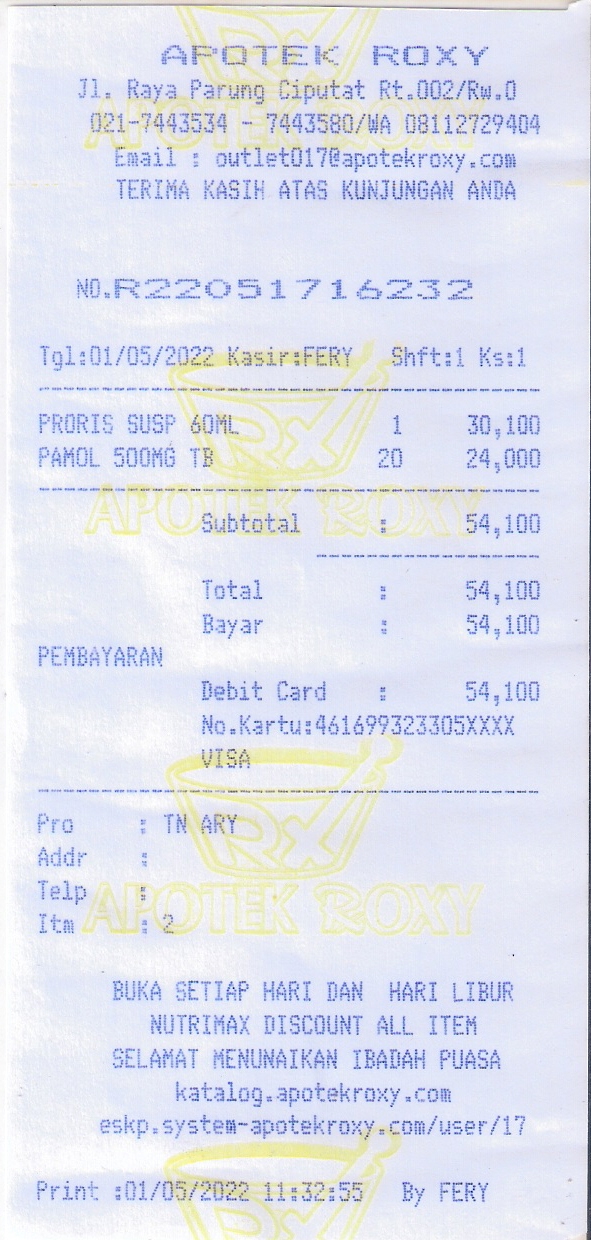 APOTEK ROXY
Jl. Raya Parung Ciputat Rt.002/Rw.0
021-7443534 - 7443580/WA 08112729404
Email : outlet017@apotekroxy.com
TERIMA KASIH ATAS KUNJUNGAN ANDA
NO.R22051716232
Tgl:01/05/2022 Kasir:FERY Shft:1 Ks:1
PRORIS SUSP 60ML 1 30,100
PAMOL 500MG TB 20 24,000
Subtotal : 54,100
Total : 54,100
Bayar : 54,100
PEMBAYARAN
Debit Card : 54,100
No.Kartu:461699323305XXXX
VISA
Pro : TN ARY
Addr :
Telp :
Itm : 2
BUKA SETIAP HARI DAN HARI LIBUR
NUTRIMAX DISCOUNT ALL ITEM
SELAMAT MENUNAIKAN IBADAH PUASA
katalog.apotekroxy.com
eskp.system-apotekroxy.com/user/17
Print :01/05/2022 11:32:55 By FERY
Rx
APOTEK ROXY
Rx
APOTEK ROXY
Rx
APOTEK ROXY
Rx